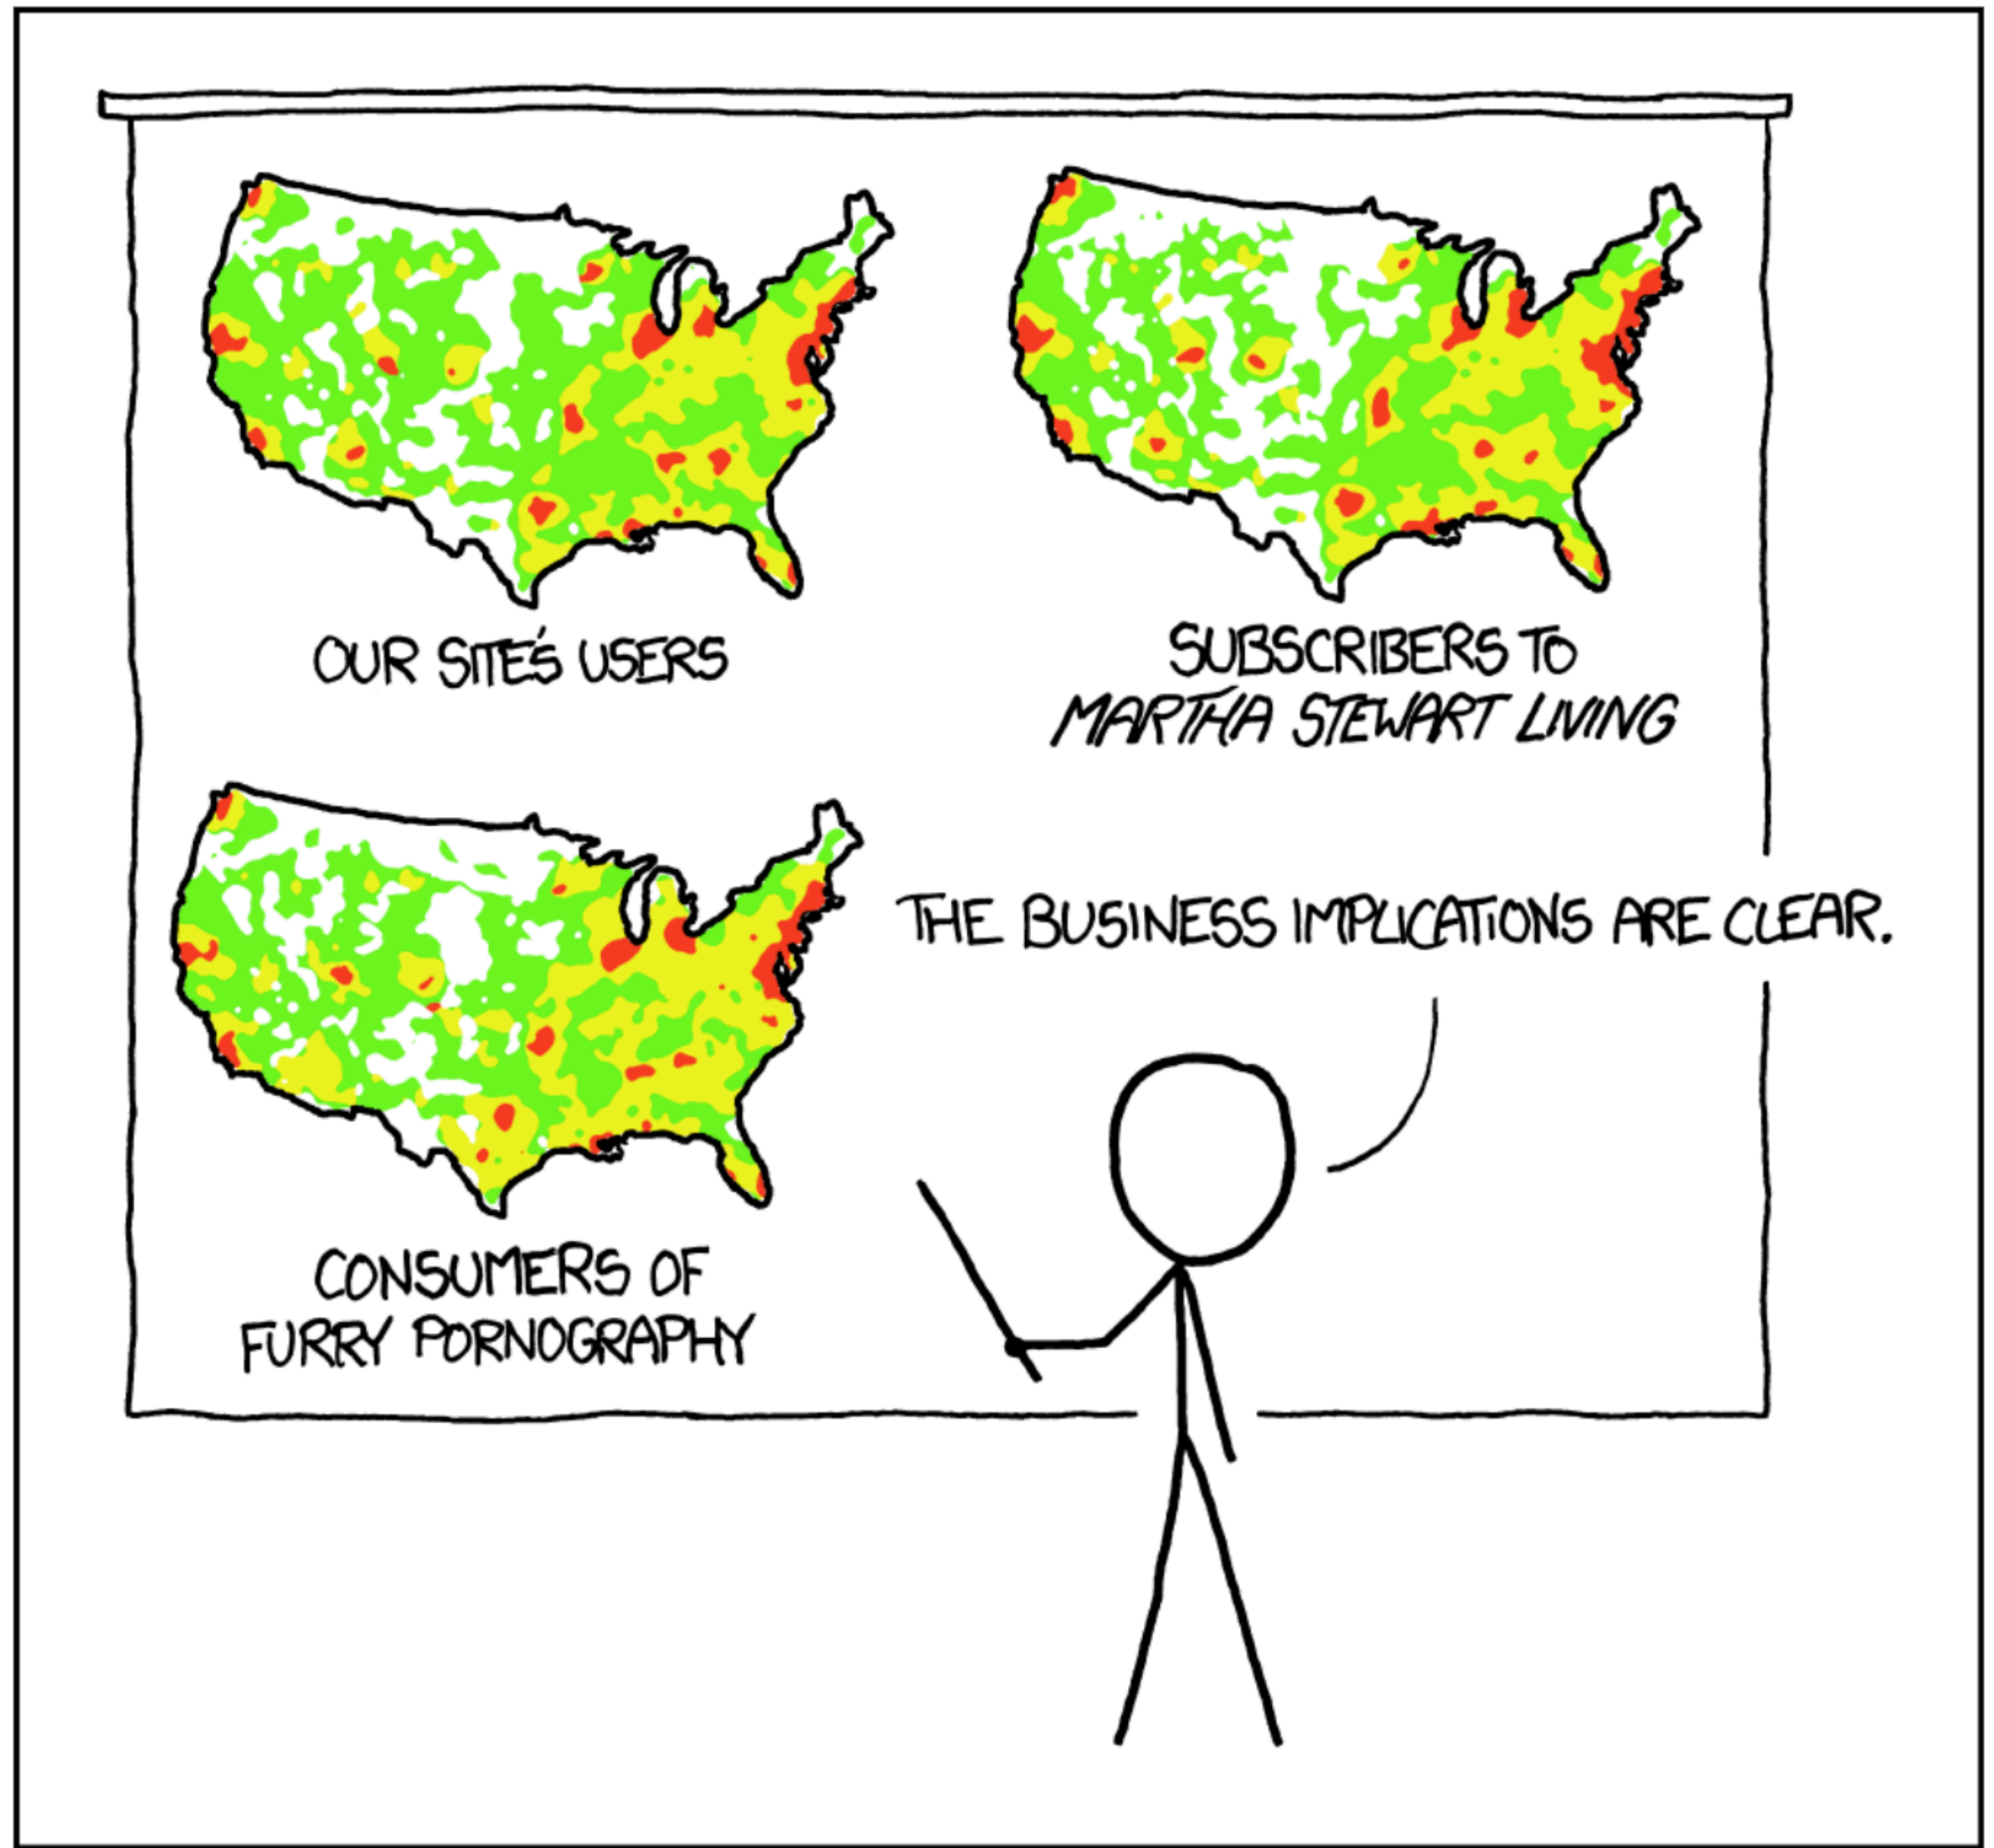 OUR SITE'S USERS
SUBSCRIBERS TO
MARTHA STEWART LIVING
CONSUMERS OF
FURRY PORNOGRAPHY
THE BUSINESS IMPLICATIONS ARE CLEAR.